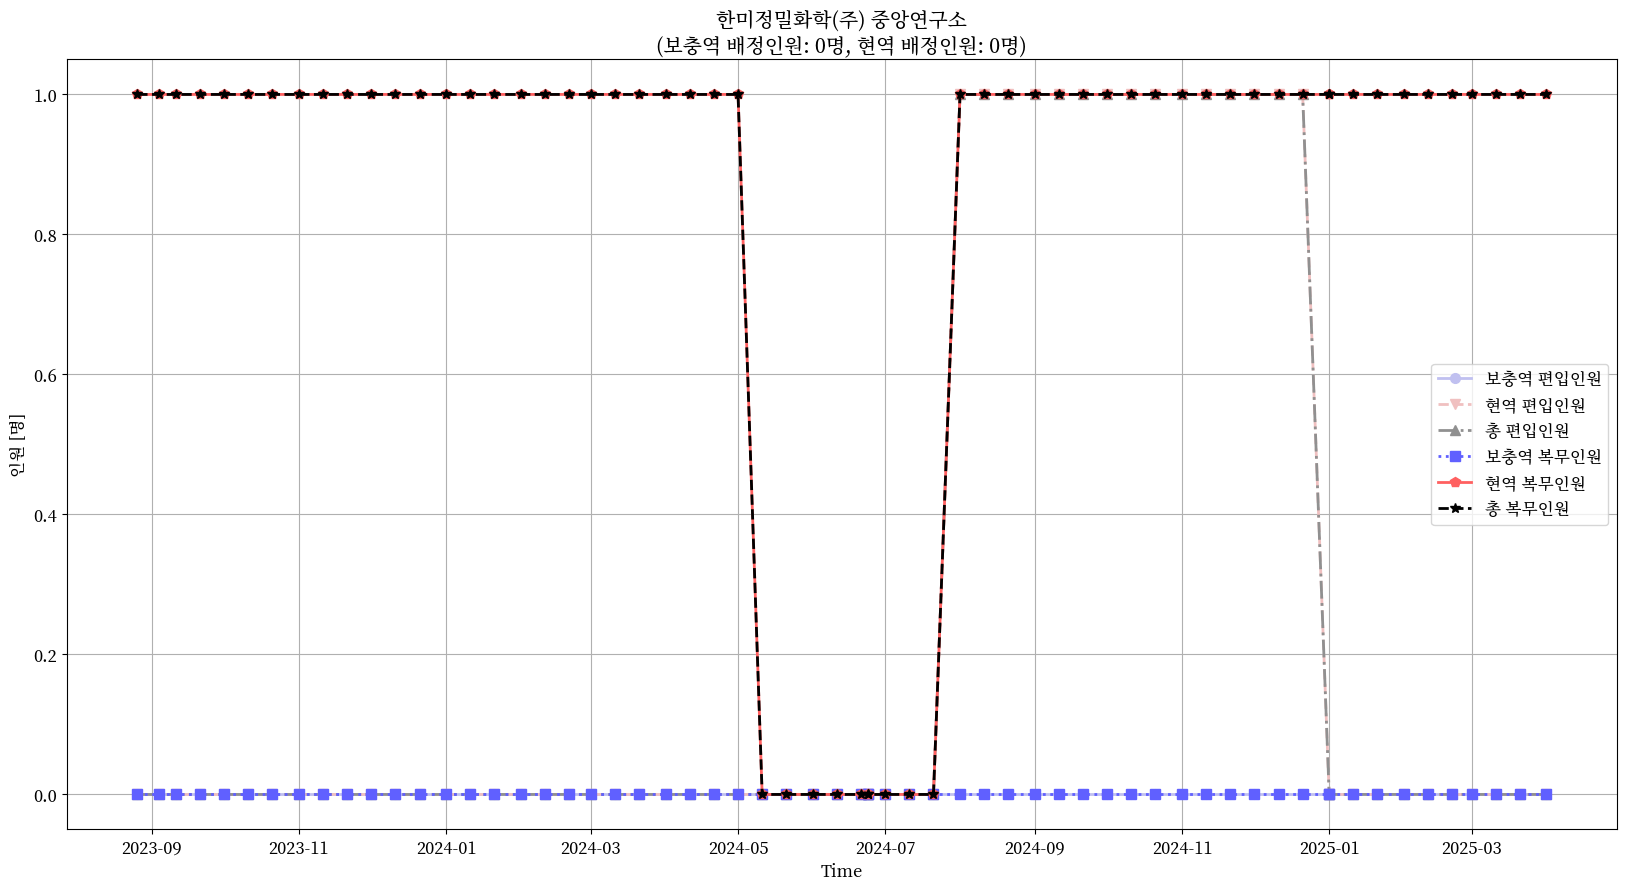 한미정밀화학(주) 중앙연구소
(보충역 배정인원: 0명, 현역 배정인원: 0명)
1.0
0.8
0.6
0.4
0.2
0.0
인원 [명]
보충역 편입인원
현역 편입인원
총 편입인원
보충역 복무인원
현역 복무인원
총 복무인원
2023-09 2023-11 2024-01 2024-03 2024-05 2024-07 2024-09 2024-11 2025-01 2025-03
Time